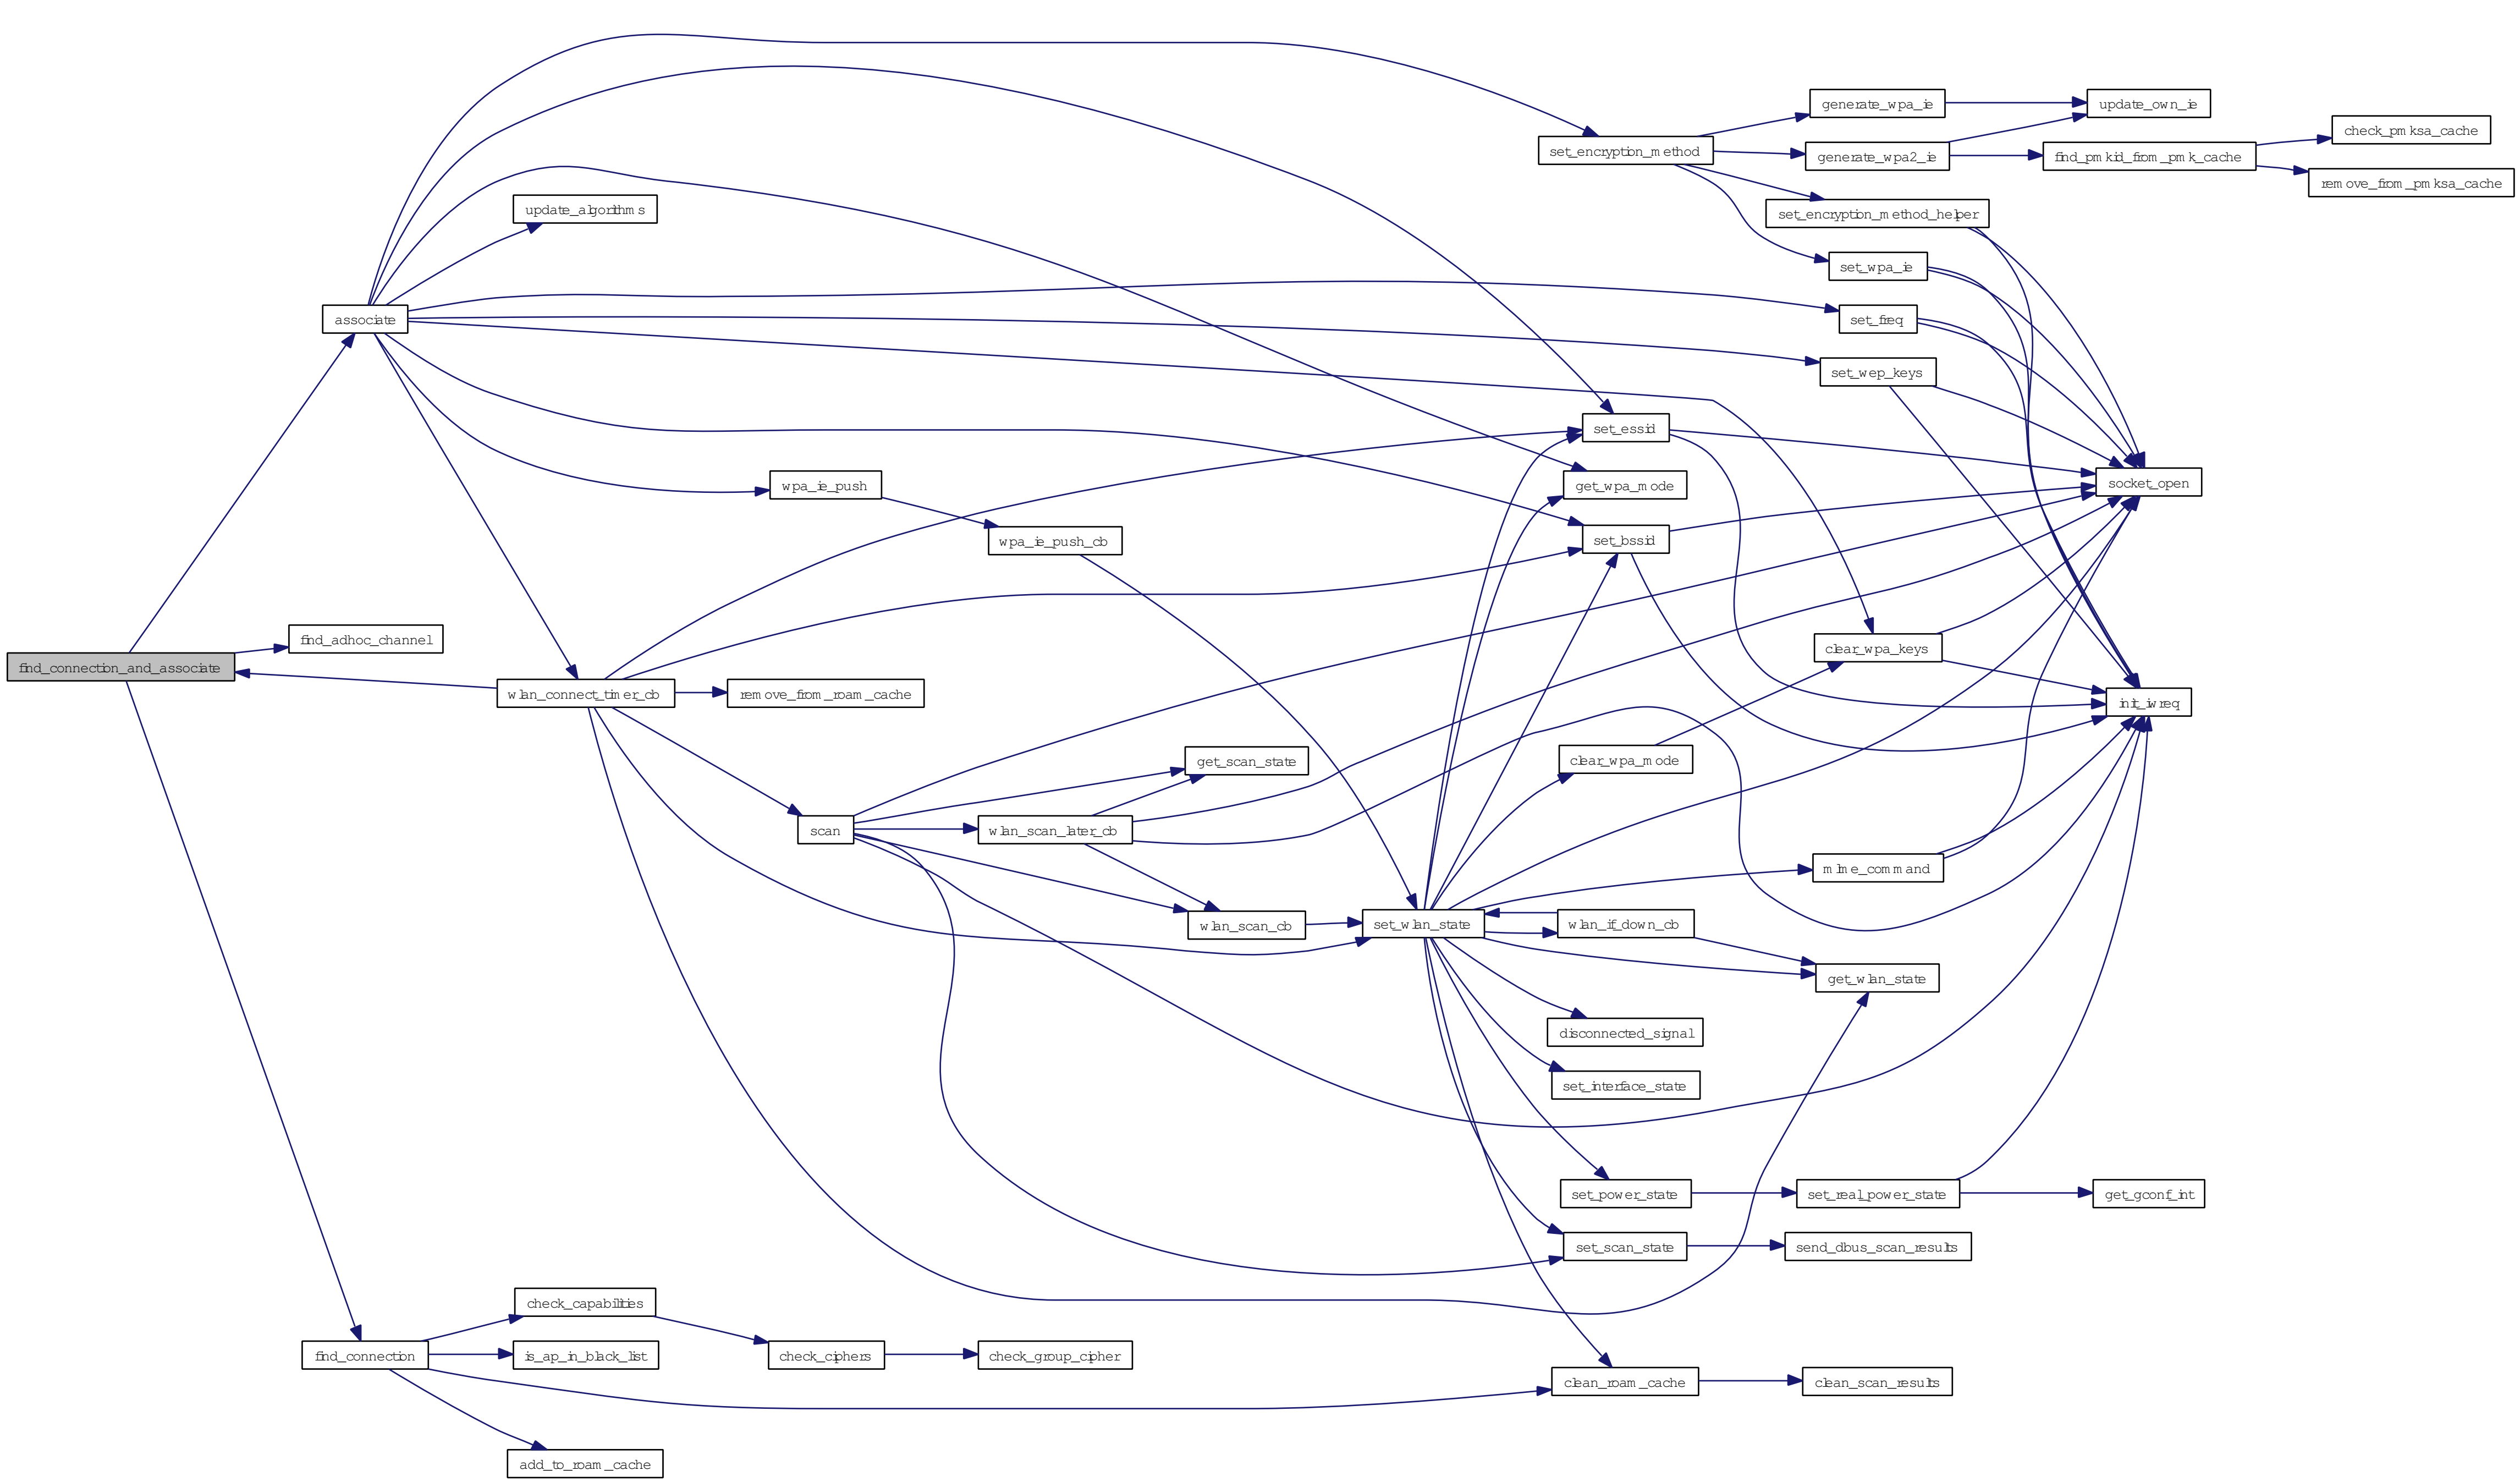 generate_wpa_ie
update_own_ie
check_pmksa_cache
set_encryption_method
generate_wpa2_ie
find_pmkid_from_pmk_cache
remove_from_pmksa_cache
update_algorithms
set_encryption_method_helper
set_wpa_ie
associate
set_freq
set_wep_keys
set_essid
wpa_ie_push
get_wpa_mode
socket_open
wpa_ie_push_cb
set_bssid
find_adhoc_channel
clear_wpa_keys
find_connection_and_associate
wlan_connect_timer_cb
remove_from_roam_cache
init_iwreq
get_scan_state
clear_wpa_mode
scan
wlan_scan_later_cb
mlme_command
wlan_scan_cb
set_wlan_state
wlan_if_down_cb
get_wlan_state
disconnected_signal
set_interface_state
set_power_state
set_real_power_state
get_gconf_int
set_scan_state
send_dbus_scan_results
check_capabilities
find_connection
is_ap_in_black_list
check_ciphers
check_group_cipher
clean_roam_cache
clean_scan_results
add_to_roam_cache